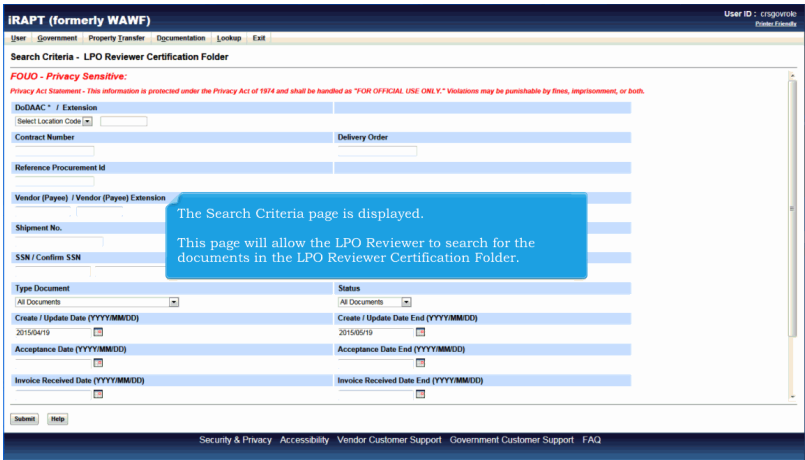 iRAPT (formerly WAWF)
User ID : crsgovrole
Printer Friendly
User Government Property Transfer Documentation Lookup Exit
Search Criteria - LPO Reviewer Certification Folder
FOUO - Privacy Sensitive:
Privacy Act Statement - This information is protected under the Privacy Act of 1974 and shall be handled as "FOR OFFICIAL USE ONLY." Violations may be punishable by fines, imprisonment, or both.
DoDAAC * / Extension
Select Location Code
Contract Number Delivery Order
Reference Procurement Id
Vendor (Payee) / Vendor (Payee) Extension
The Search Criteria page is displayed.
Shipment No.
This page will allow the LPO Reviewer to search for the
documents in the LPO Reviewer Certification Folder.
SSN / Confirm SSN
Type Document Status
All Documents All Documents
Create / Update Date (YYYY/MM/DD) Create / Update Date End (YYYY/MM/DD)
2015/04/19 2015/05/19
Acceptance Date (YYYY/MM/DD) Acceptance Date End (YYYY/MM/DD)
Invoice Received Date (YYYY/MM/DD) Invoice Received Date End (YYYY/MM/DD)
Submit Help
Security & Privacy Accessibility Vendor Customer Support Government Customer Support FAQ